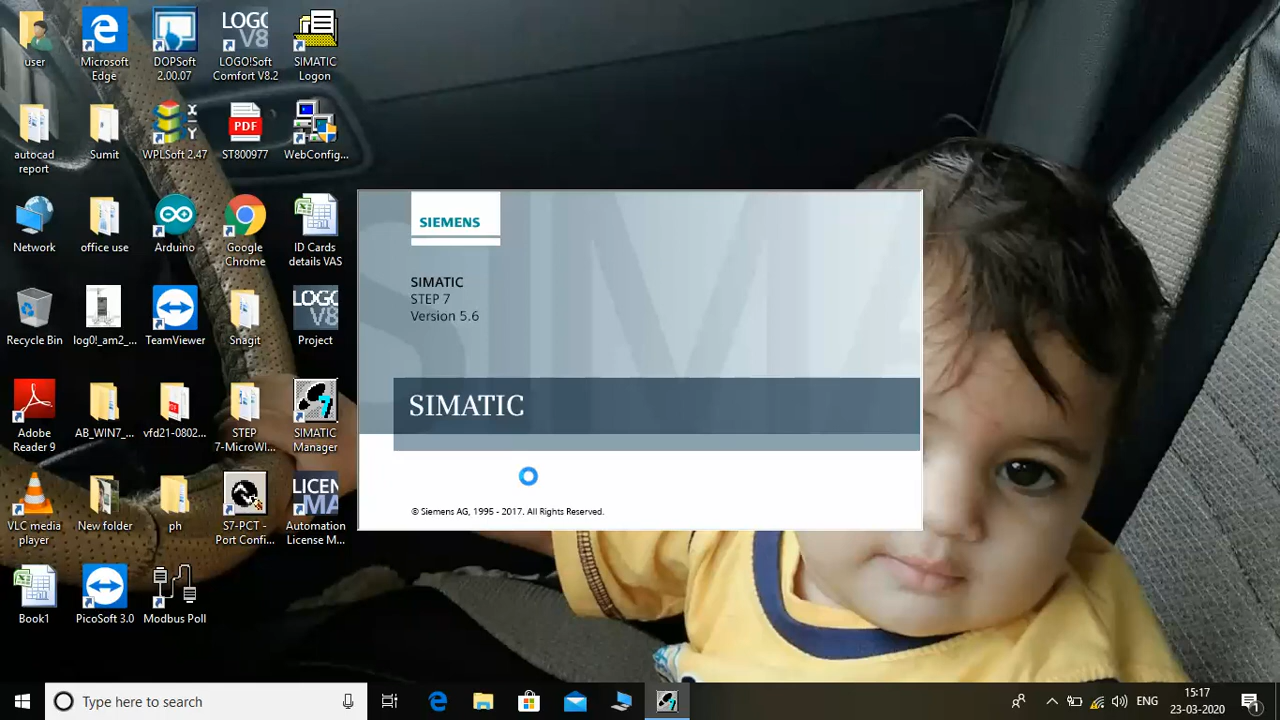 user
Microsoft
Edge
DOPSoft
2.00.07
LOGO
V8
LOGO!Soft
Comfort V8.2
SIMATIC
Logon
autocad
report
Sumit
X
Y
WPLSoft 2.47
PDF
ST800977
WebConfig...
Network
office use
Arduino
Google
Chrome
ID Cards
details VAS
Recycle Bin
log0!_am2_...
TeamViewer
Snagit
LOGO
V8
Project
Adobe
Reader 9
AB_WIN7_...
vfd21-0802...
STEP
7-MicroWI...
7
SIMATIC
Manager
VLC media
player
New folder
ph
S7-PCT -
Port Confi...
LICEN
MA
Automation
License M...
Book1
PicoSoft 3.0
Modbus Poll
SIEMENS
SIMATIC
STEP 7
Version 5.6
SIMATIC
© Siemens AG, 1995 - 2017. All Rights Reserved.
Type here to search
ENG
15:17
23-03-2020
1